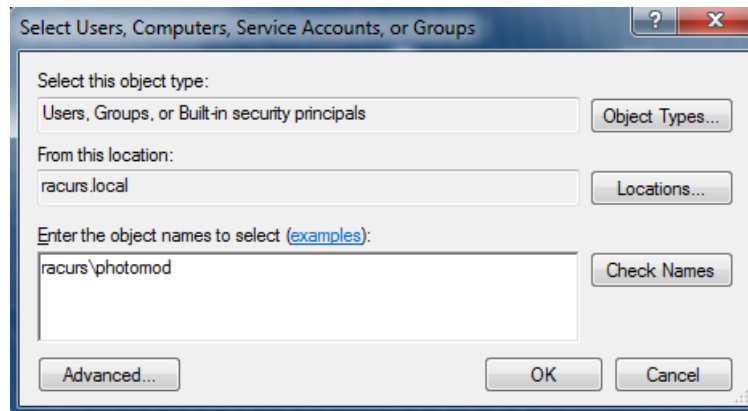 Select Users, Computers, Service Accounts, or Groups
Select this object type:
Users, Groups, or Built-in security principals
Object Types...
From this location:
racurs.local
Locations...
Enter the object names to select (examples):
racurs\photomod
Check Names
Advanced...
OK
Cancel